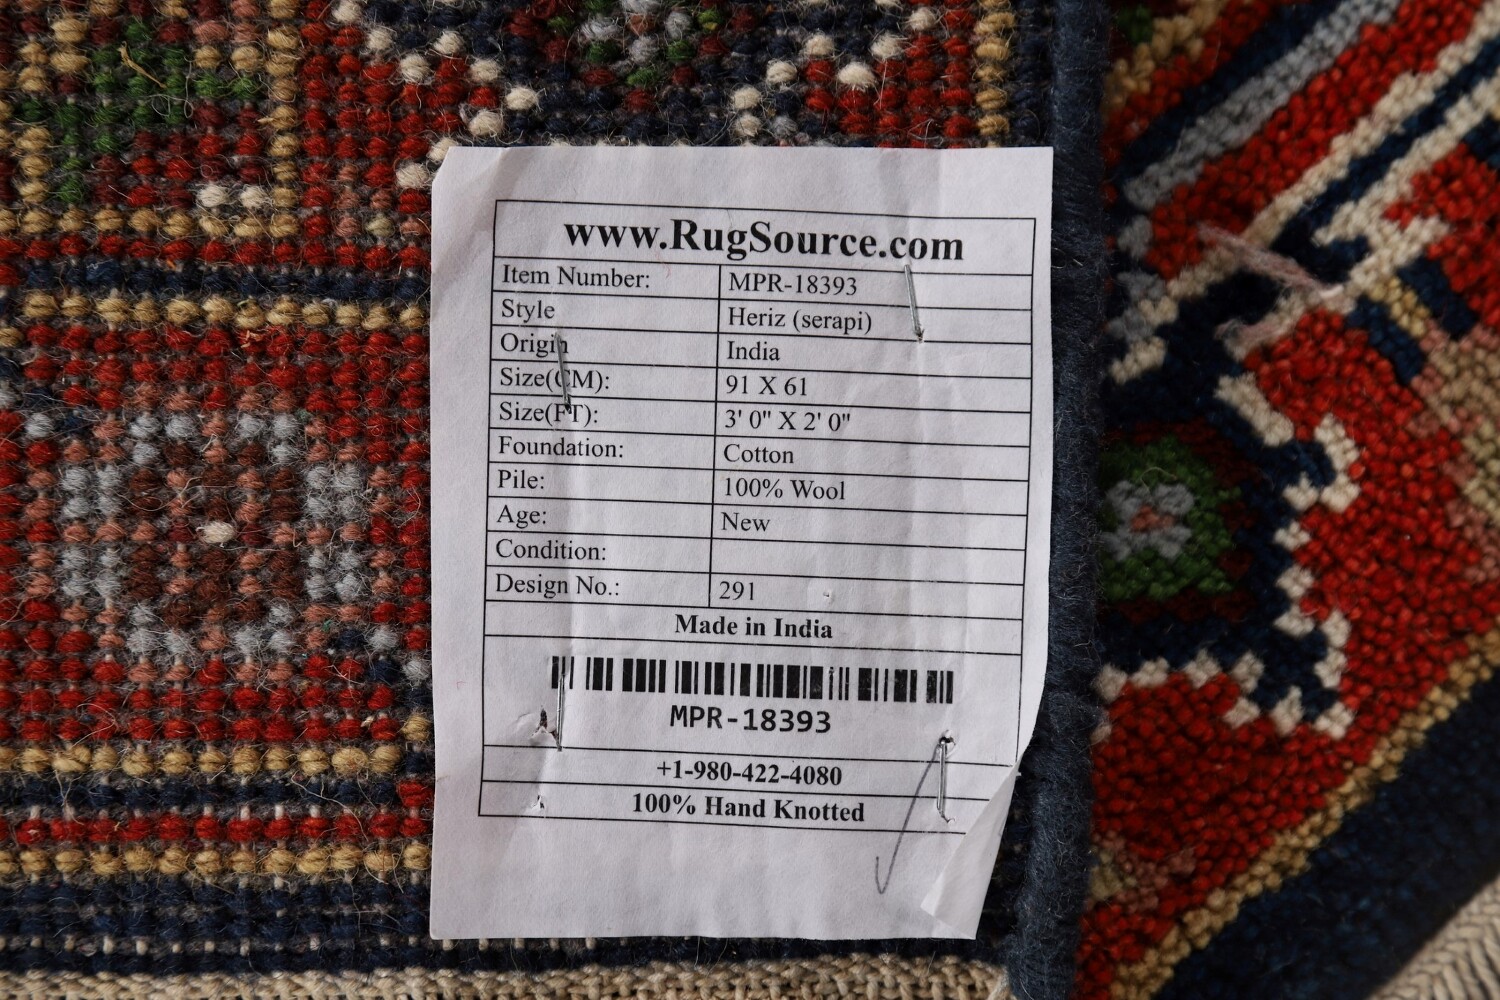 www.RugSource.com
Item Number: MPR-18393
Style Heriz (serapi)
Origin India
Size(CM): 91 X 61
Size(FT): 3' 0" X 2' 0"
Foundation: Cotton
Pile: 100% Wool
Age: New
Condition:
Design No.: 291
Made in India
MPR-18393
+1-980-422-4080
100% Hand Knotted